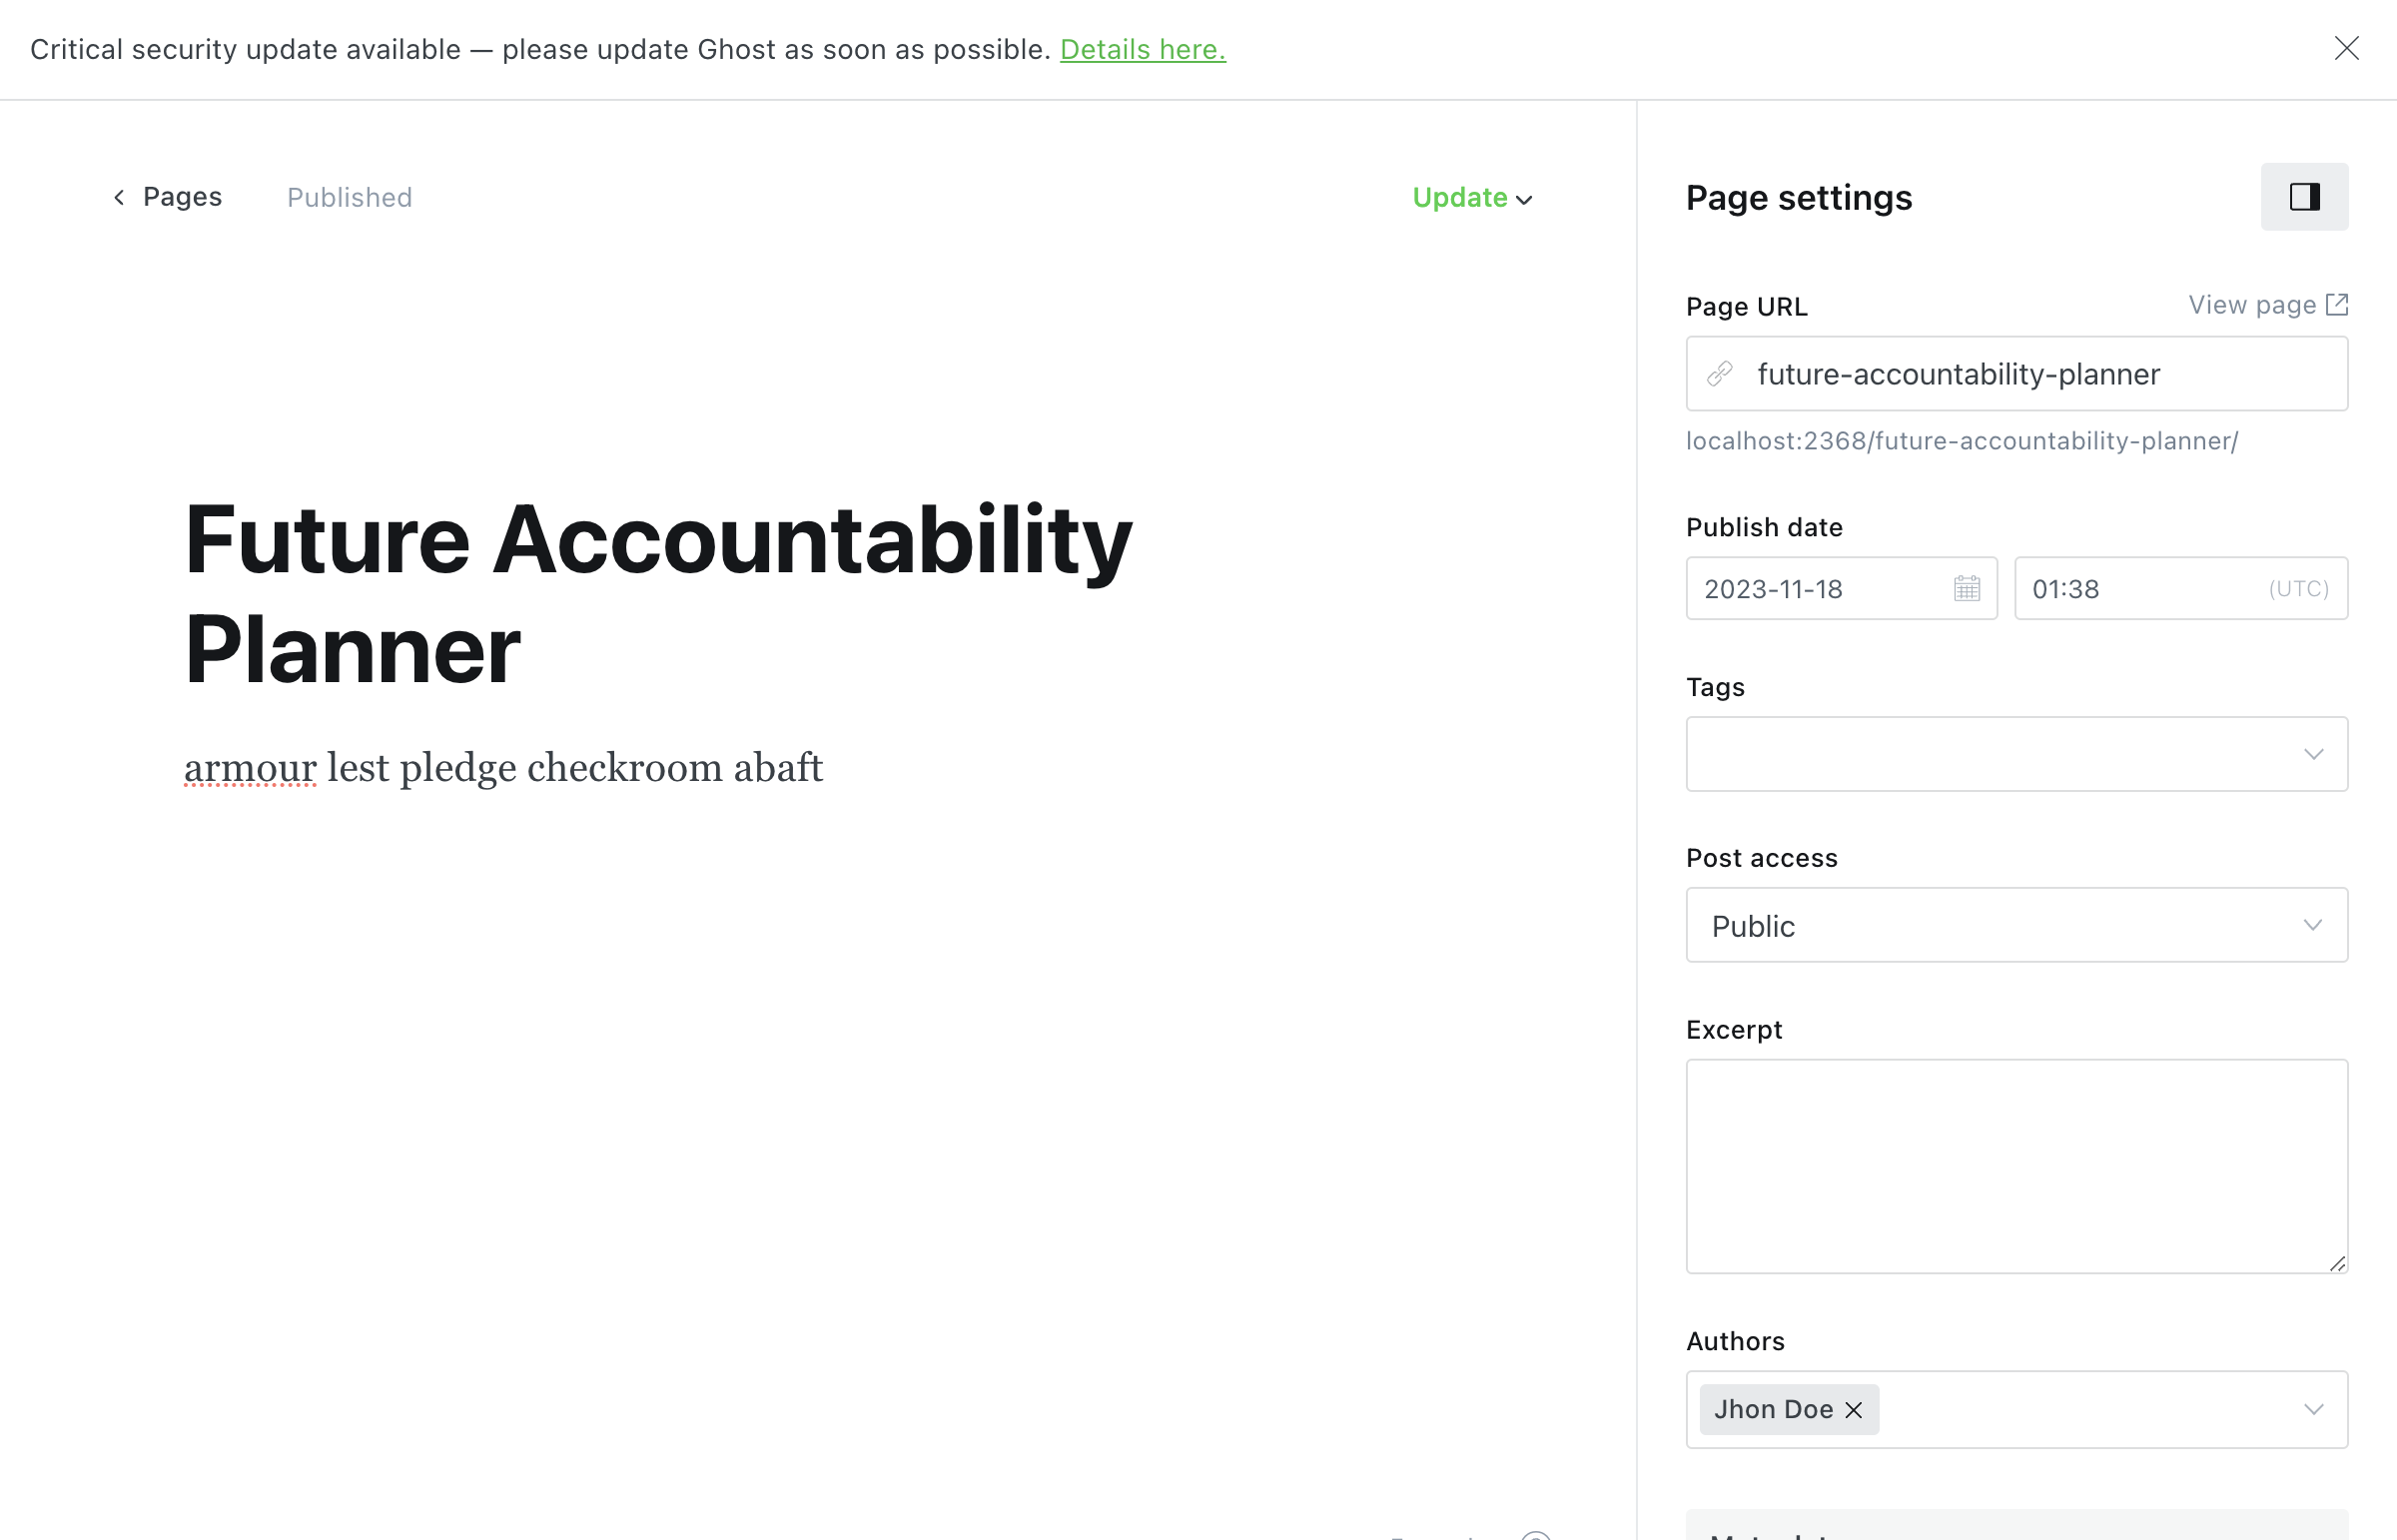 Critical security update available — please update Ghost as soon as possible. Details here.
Pages
Published
Update
Future Accountability
Planner
armour lest pledge checkroom abaft
Page settings
Page URL
View page
future-accountability-planner
localhost:2368/future-accountability-planner/
Publish date
2023-11-18
01:38
(UTC)
Tags
Post access
Public
Excerpt
Authors
Jhon Doe